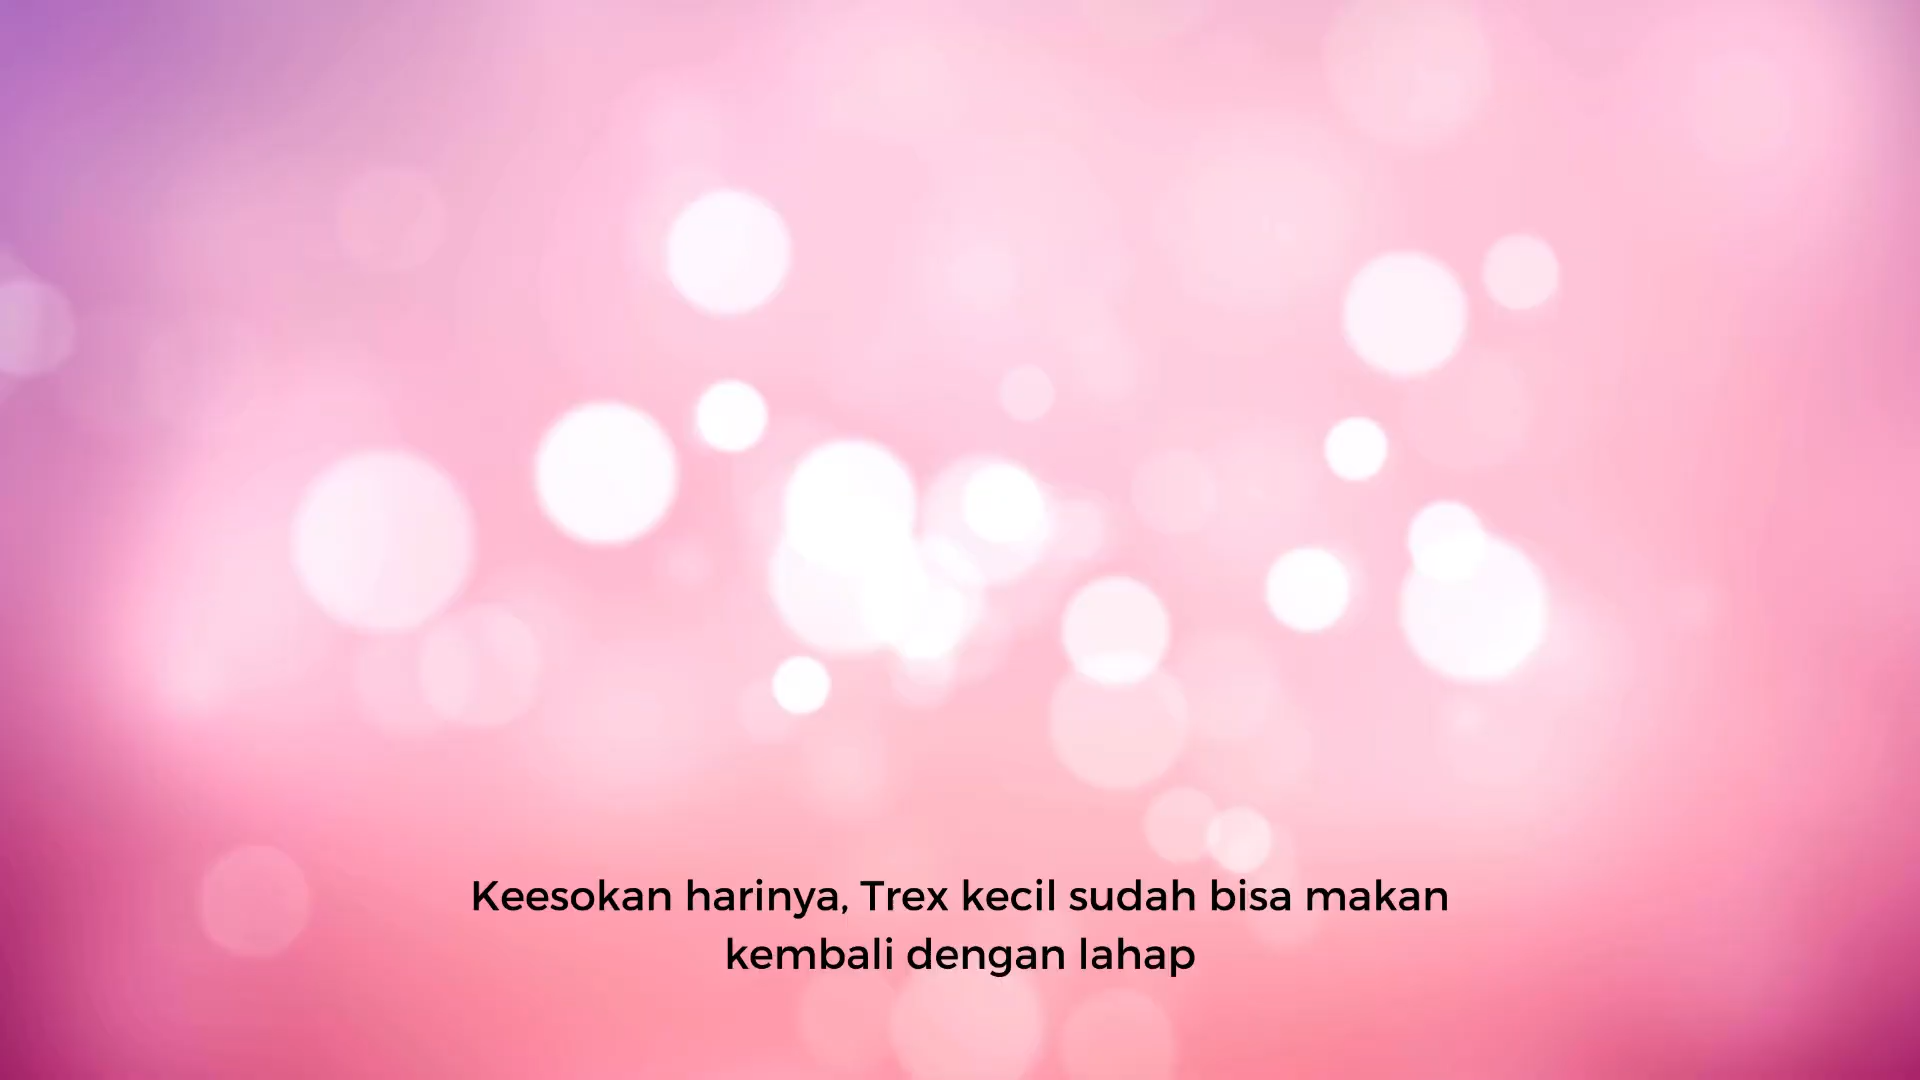 Keesokan harinya, Trex kecil sudah bisa makan
kembali dengan lahap